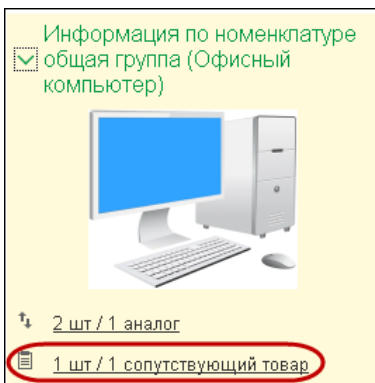 Информация по номенклатуре
общая группа (Офисный
компьютер)
2 шт / 1 аналог
1 шт / 1 сопутствующий товар